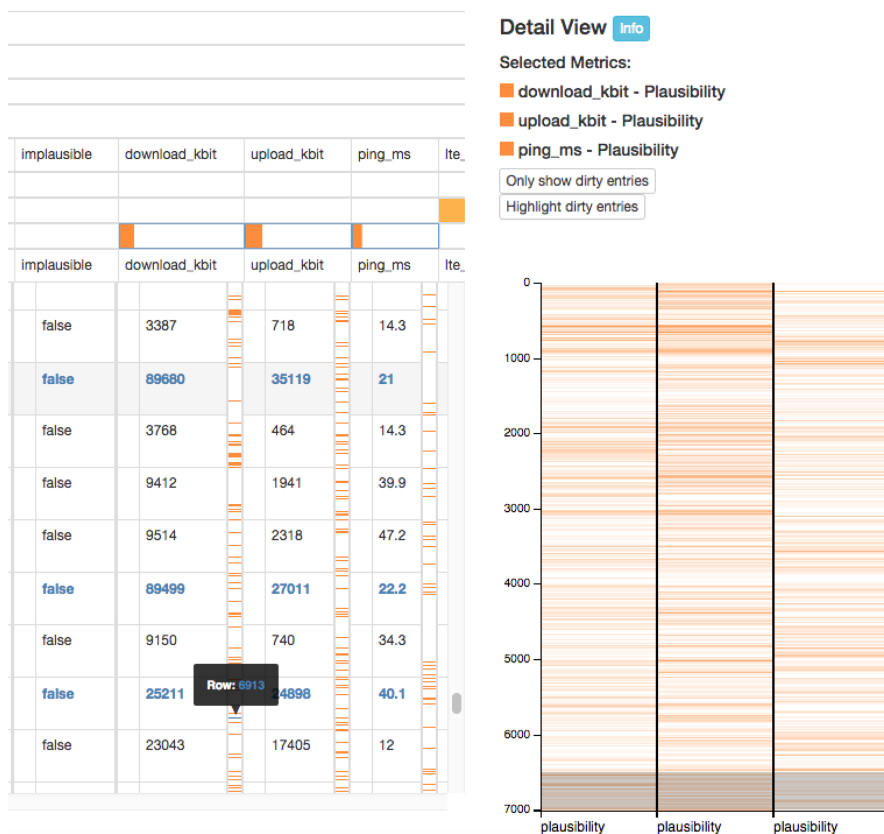 Detail View Info
Selected Metrics:
download_kbit - Plausibility
upload_kbit - Plausibility
ping_ms - Plausibility
Only show dirty entries
Highlight dirty entries
implausible download_kbit upload_kbit ping_ms lte_
implausible download_kbit upload_kbit ping_ms lte_
false 3387 718 14.3
false 89680 35119 21
false 3768 464 14.3
false 9412 1941 39.9
false 9514 2318 47.2
false 89499 27011 22.2
false 9150 740 34.3
Row: 6913
false 25211 24898 40.1
false 23043 17405 12
0
1000
2000
3000
4000
5000
6000
7000
plausibility plausibility plausibility